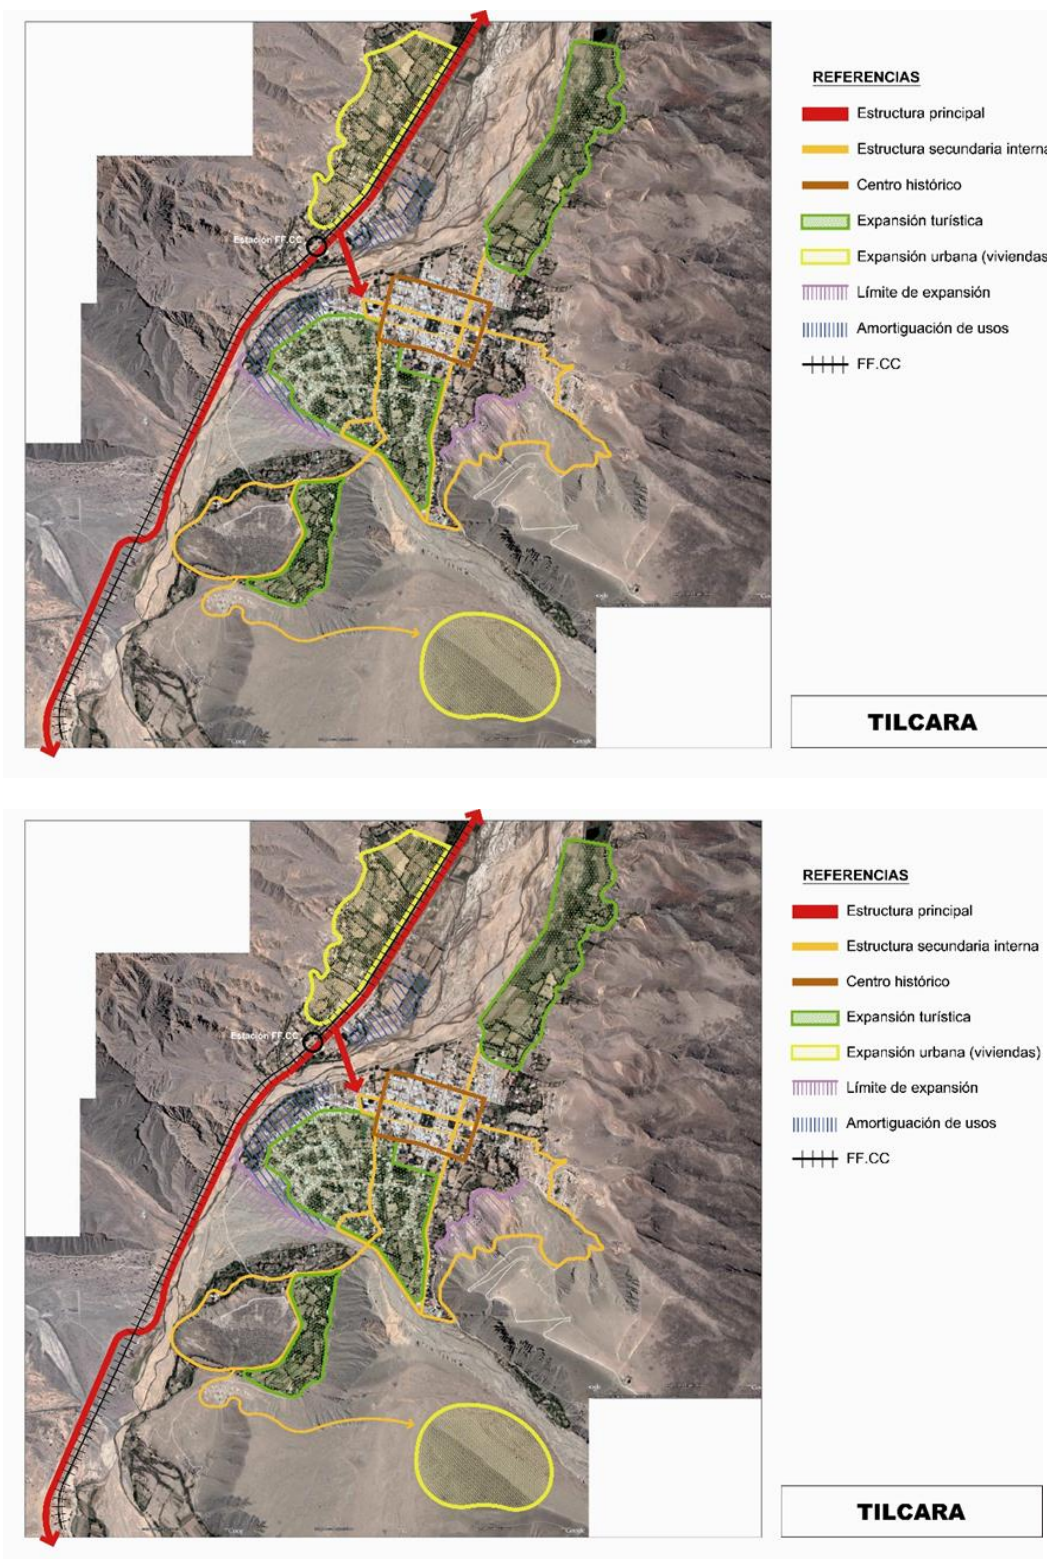 REFERENCIAS
Estructura principal
Estructura secundaria interna
Centro histórico
Expansión turística
Expansión urbana (viviendas
Límite de expansión
Amortiguación de usos
FF.CC
Estación FF.CC
TILCARA
REFERENCIAS
Estructura principal
Estructura secundaria interna
Centro histórico
Expansión turística
Expansión urbana (viviendas)
Límite de expansión
Amortiguación de usos
FF.CC
Estación FF.CC
TILCARA